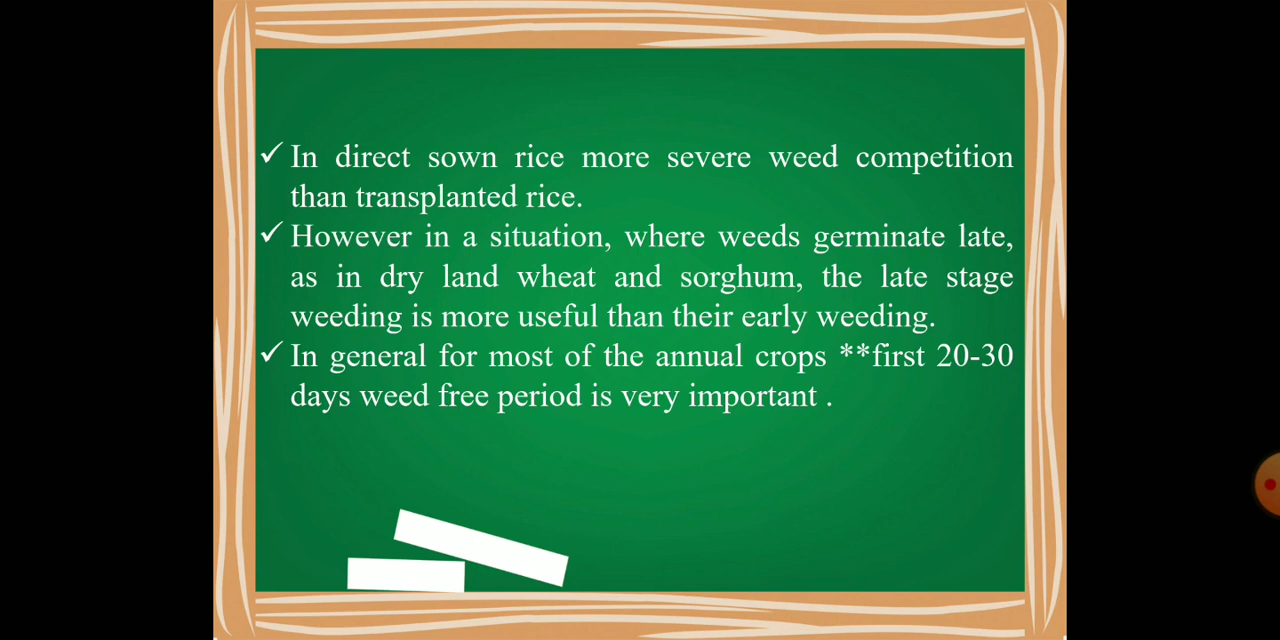 ✓ In direct sown rice more severe weed competition
than transplanted rice.
✓ However in a situation, where weeds germinate late,
as in dry land wheat and sorghum, the late stage
weeding is more useful than their early weeding.
✓ In general for most of the annual crops **first 20-30
days weed free period is very important .